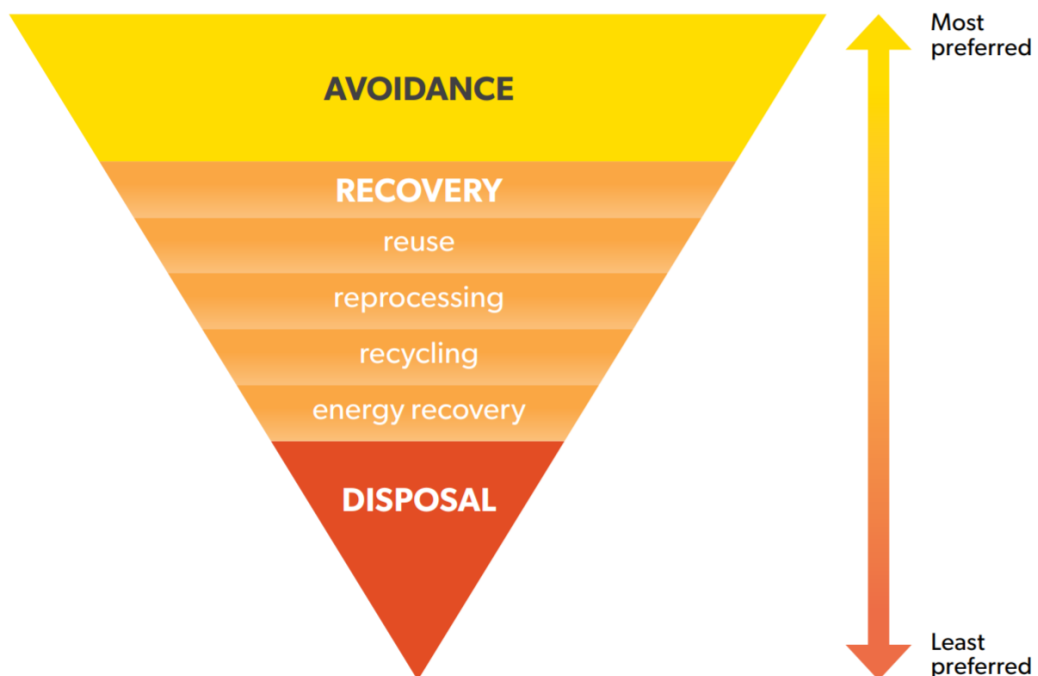 AVOIDANCE
RECOVERY
reuse
reprocessing
recycling
energy recovery
DISPOSAL
Most
preferred
Least
preferred